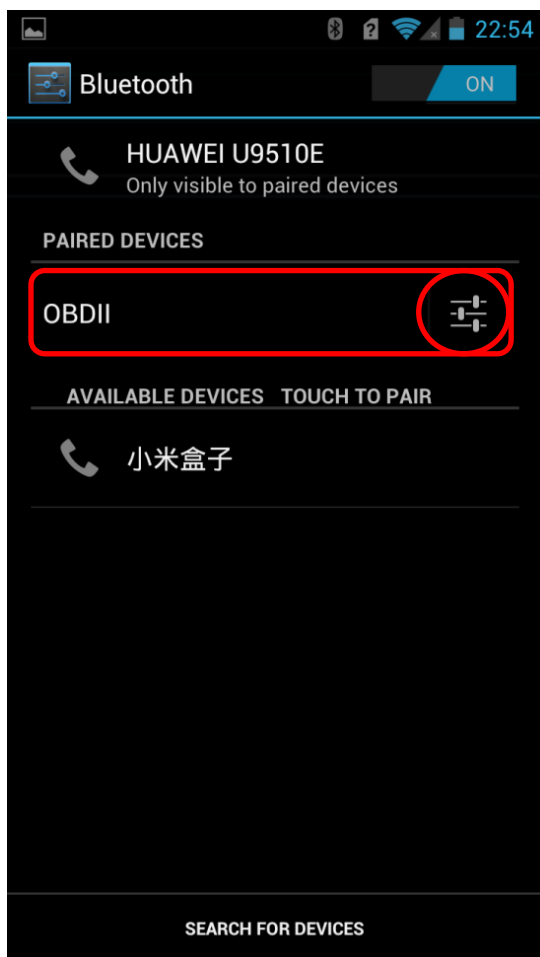 22:54
Bluetooth ON
HUAWEI U9510E
Only visible to paired devices
PAIRED DEVICES
OBDII
AVAILABLE DEVICES TOUCH TO PAIR
小米盒子
SEARCH FOR DEVICES